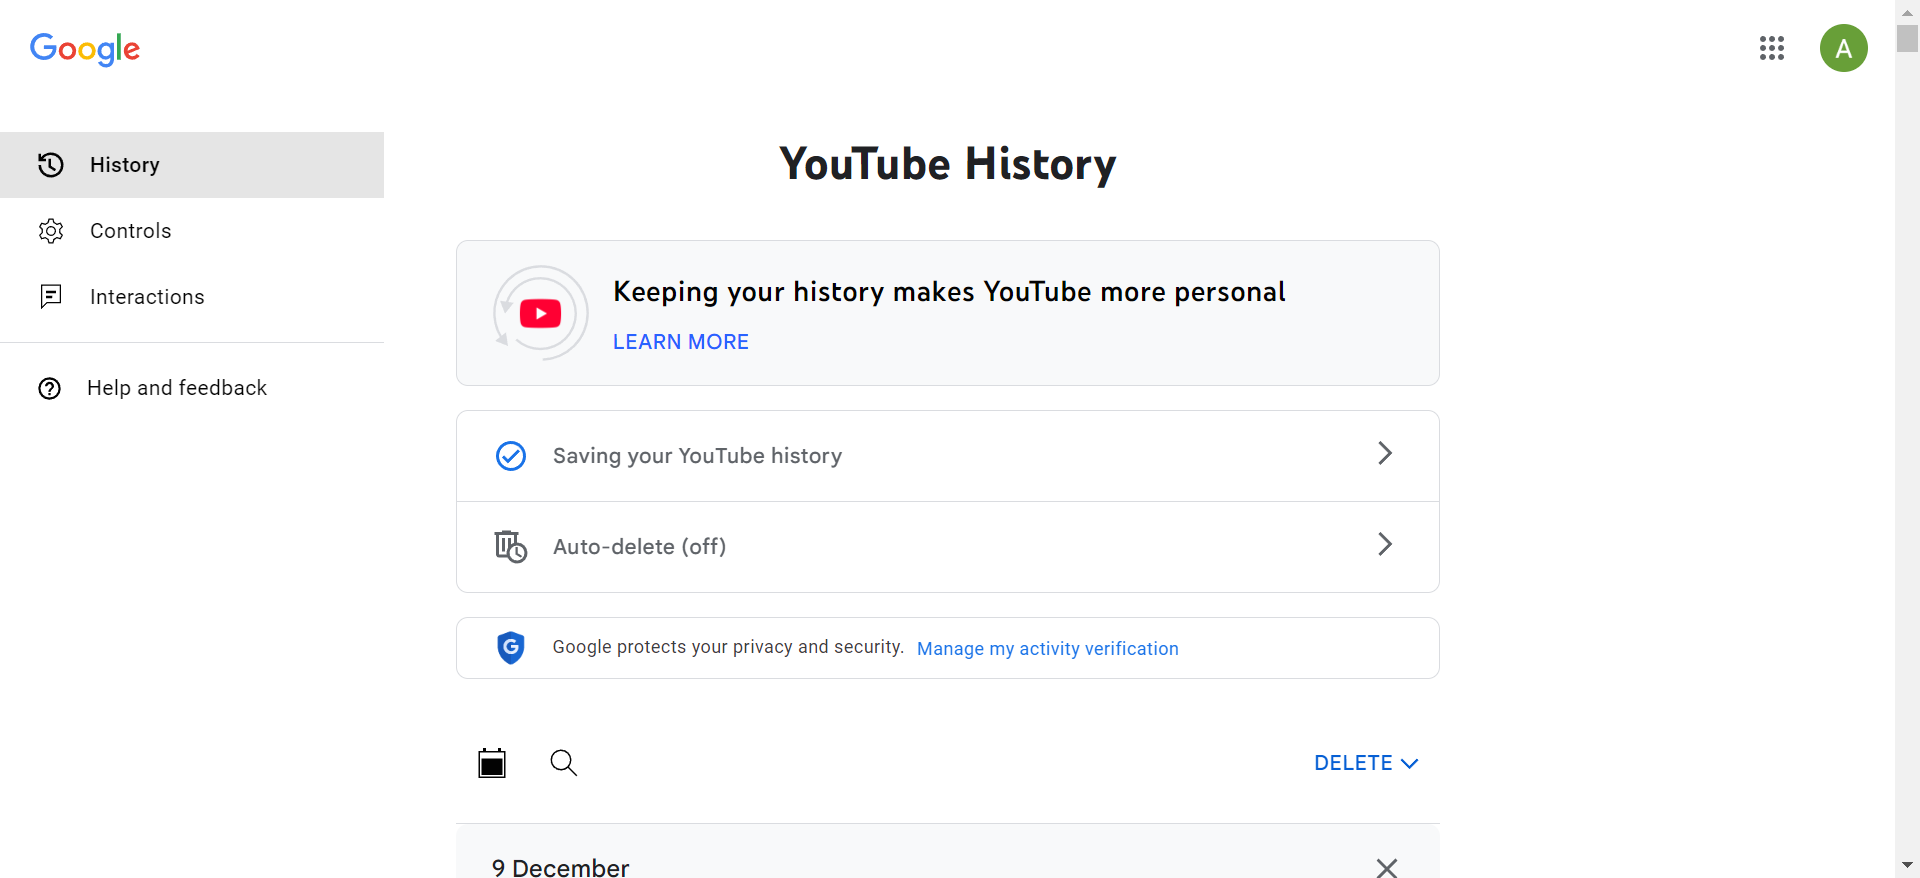 Google
A
History
Controls
Interactions
Help and feedback
YouTube History
Keeping your history makes YouTube more personal
LEARN MORE
Saving your YouTube history
Auto-delete (off)
G
Google protects your privacy and security. Manage my activity verification
DELETE
9 December